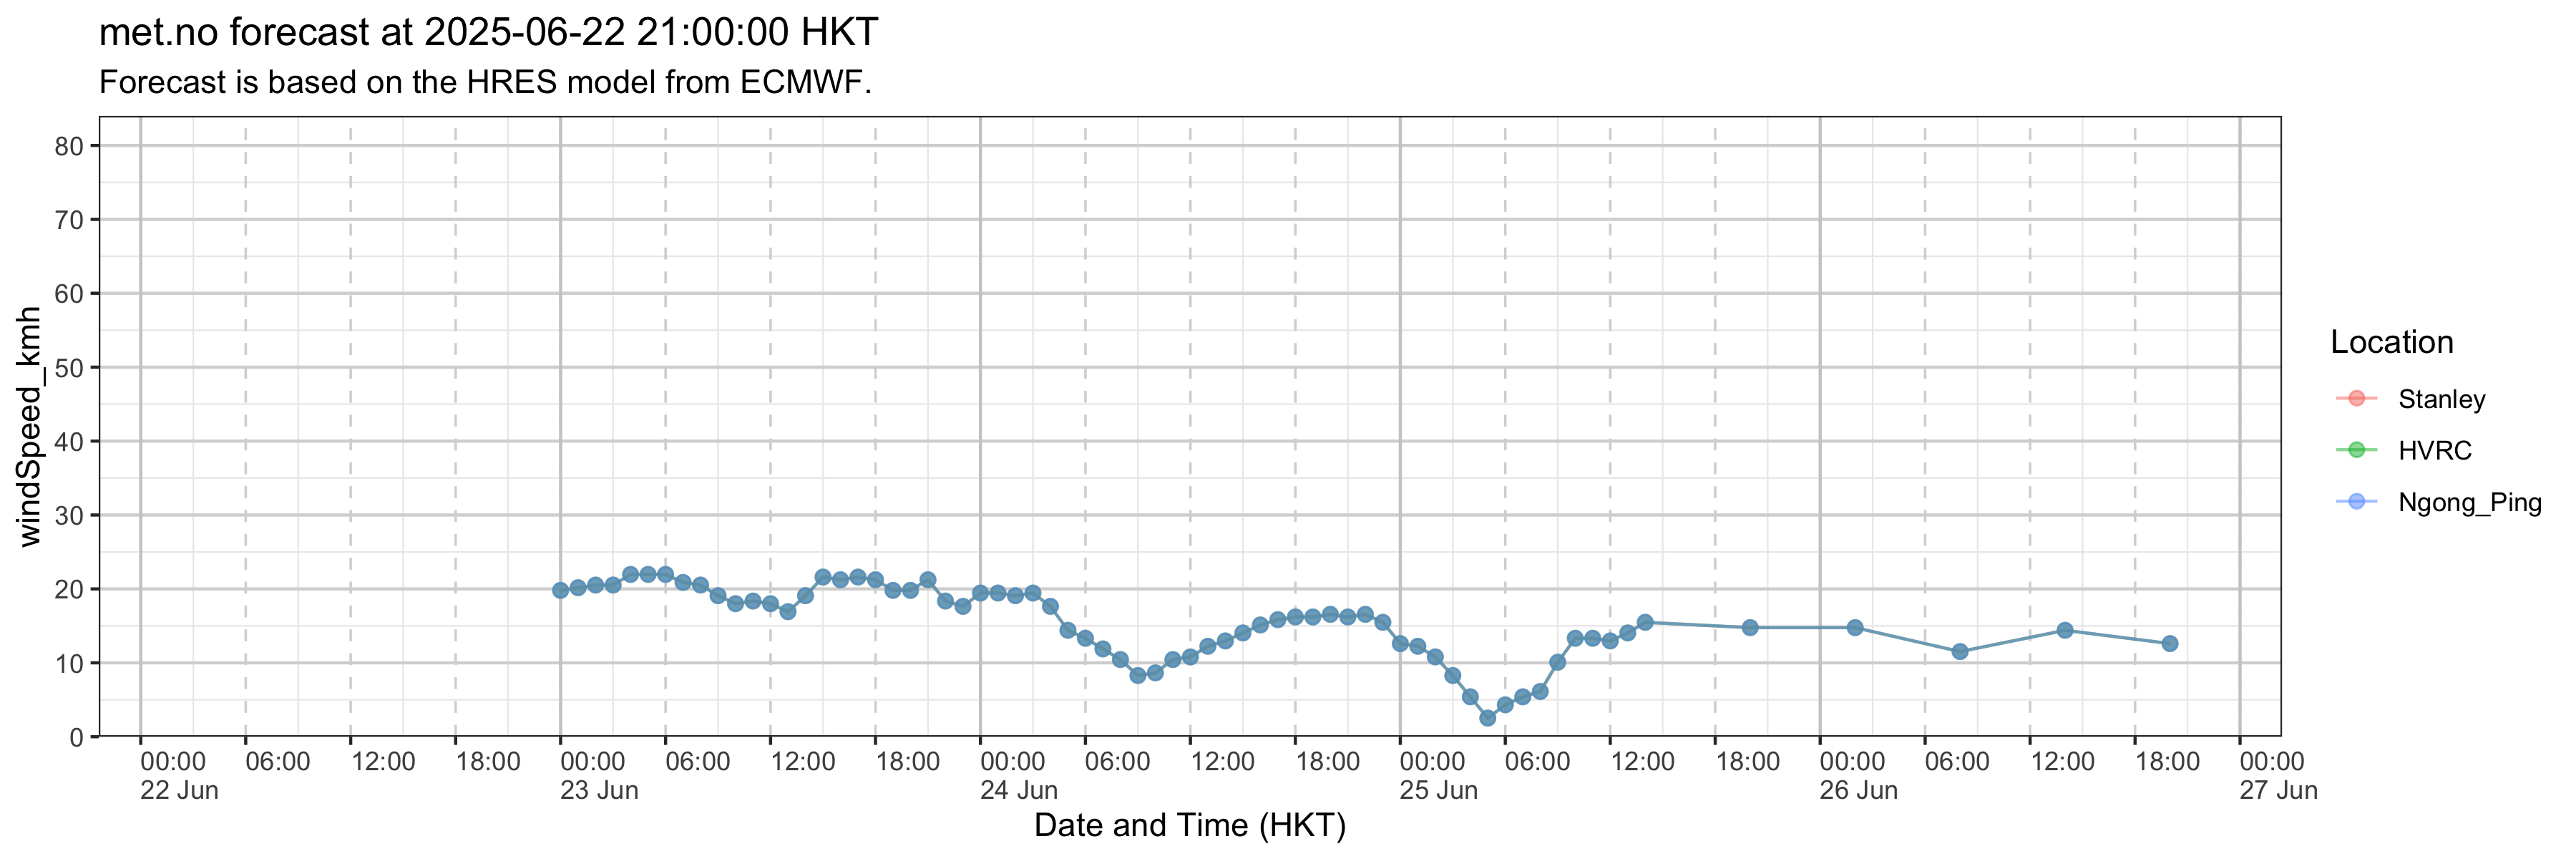 met.no forecast at 2025-06-22 21:00:00 HKT
Forecast is based on the HRES model from ECMWF.
windSpeed_kmh
80
70
60
50
40
30
20
10
0
00:00 06:00 12:00 18:00 00:00 06:00 12:00 18:00 00:00 06:00 12:00 18:00 00:00 06:00 12:00 18:00 00:00 06:00 12:00 18:00 00:00
22 Jun 23 Jun 24 Jun 25 Jun 26 Jun 27 Jun
Date and Time (HKT)
Location
Stanley
HVRC
Ngong_Ping